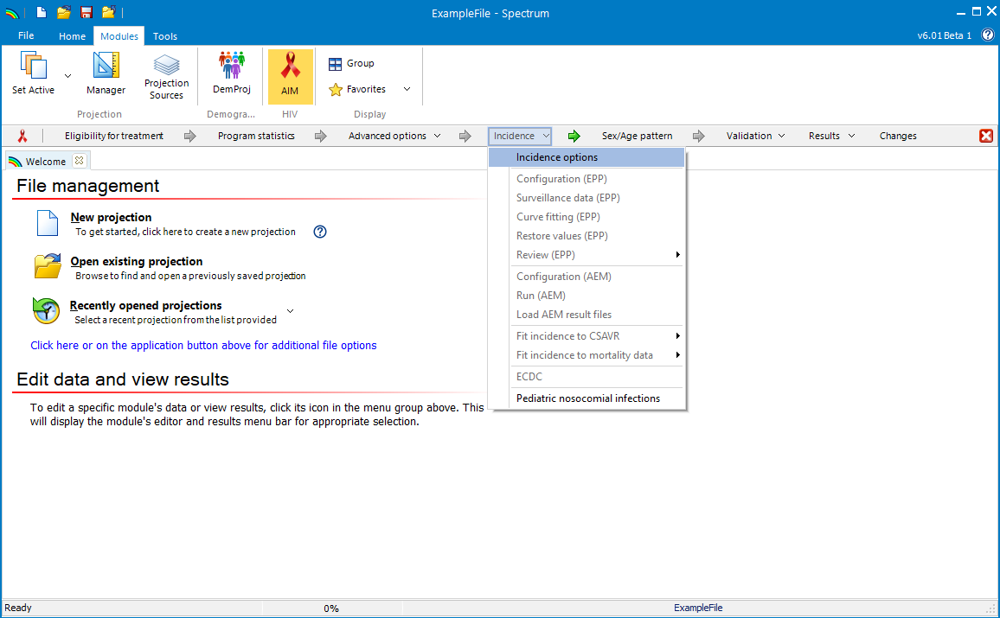 ExampleFile - Spectrum
File Home Modules Tools
v6.01 Beta 1
Set Active
Manager
Projection
Sources
DemProj
AIM
Group
Favorites
Projection
Demogra...
HIV
Display
Eligibility for treatment Program statistics Advanced options Incidence Sex/Age pattern Validation Results Changes
Welcome
File management
New projection
To get started, click here to create a new projection
Open existing projection
Browse to find and open a previously saved projection
Recently opened projections
Select a recent projection from the list provided
Click here or on the application button above for additional file options
Edit data and view results
To edit a specific module's data or view results, click its icon in the menu group above. This
will display the module's editor and results menu bar for appropriate selection.
Incidence options
Configuration (EPP)
Surveillance data (EPP)
Curve fitting (EPP)
Restore values (EPP)
Review (EPP)
Configuration (AEM)
Run (AEM)
Load AEM result files
Fit incidence to CSAVR
Fit incidence to mortality data
ECDC
Pediatric nosocomial infections
Ready 0% ExampleFile